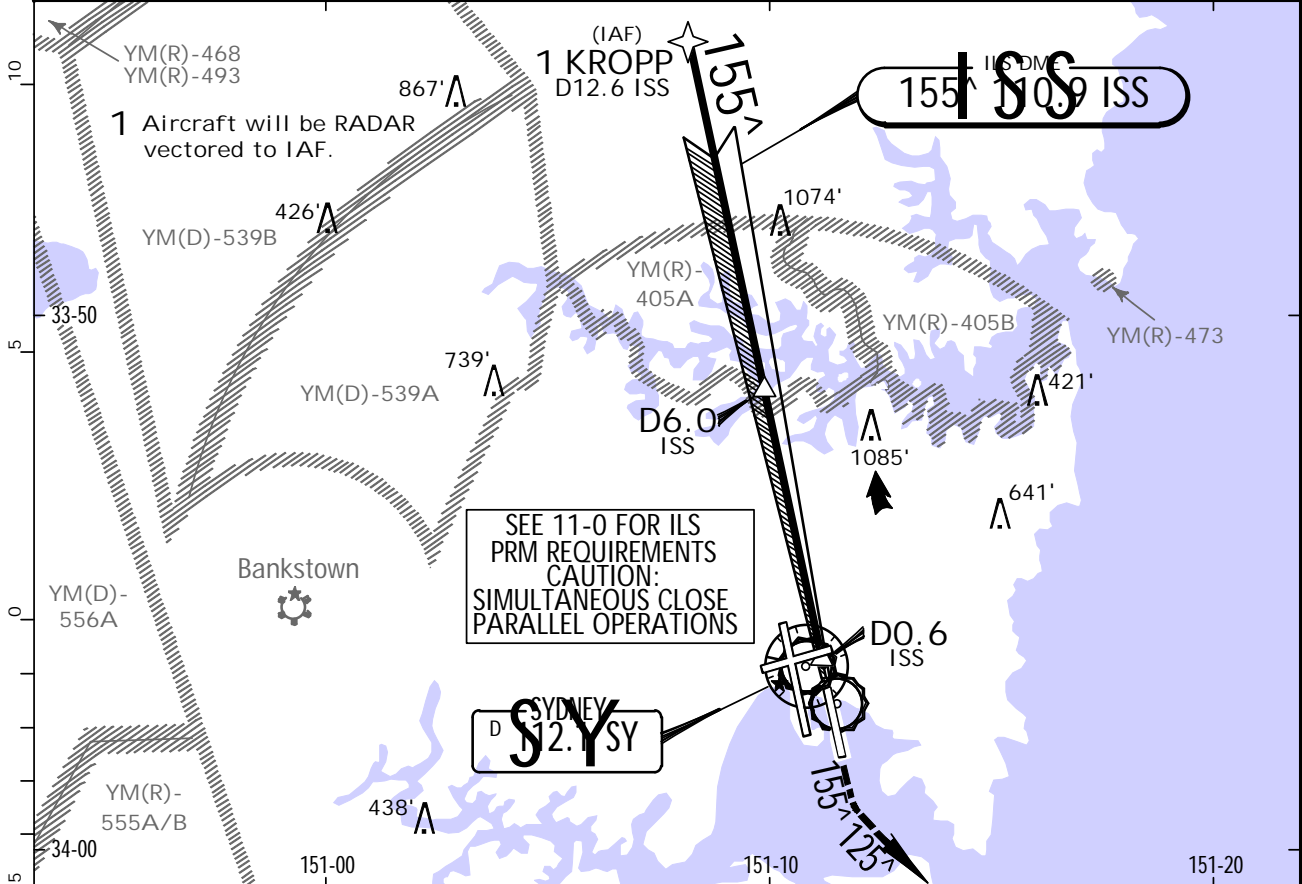 YM(R)-468
YM(R)-493
(IAF)
1 KROPP
D12.6 ISS
155^
ILS DME
155^ 110.9 ISS
ISS
10
867'
1 Aircraft will be RADAR
vectored to IAF.
426'
1074'
YM(D)-539B
YM(R)-
405A
YM(R)-405B
YM(R)-473
33-50
5
739'
YM(D)-539A
421'
D6.0
ISS
1085'
641'
SEE 11-0 FOR ILS
PRM REQUIREMENTS
CAUTION:
SIMULTANEOUS CLOSE
PARALLEL OPERATIONS
Bankstown
YM(D)-
556A
0
D0.6
ISS
SYDNEY
D 112.1 SY
SY
155^
125^
YM(R)-
555A/B
438'
34-00
151-00
151-10
151-20
5